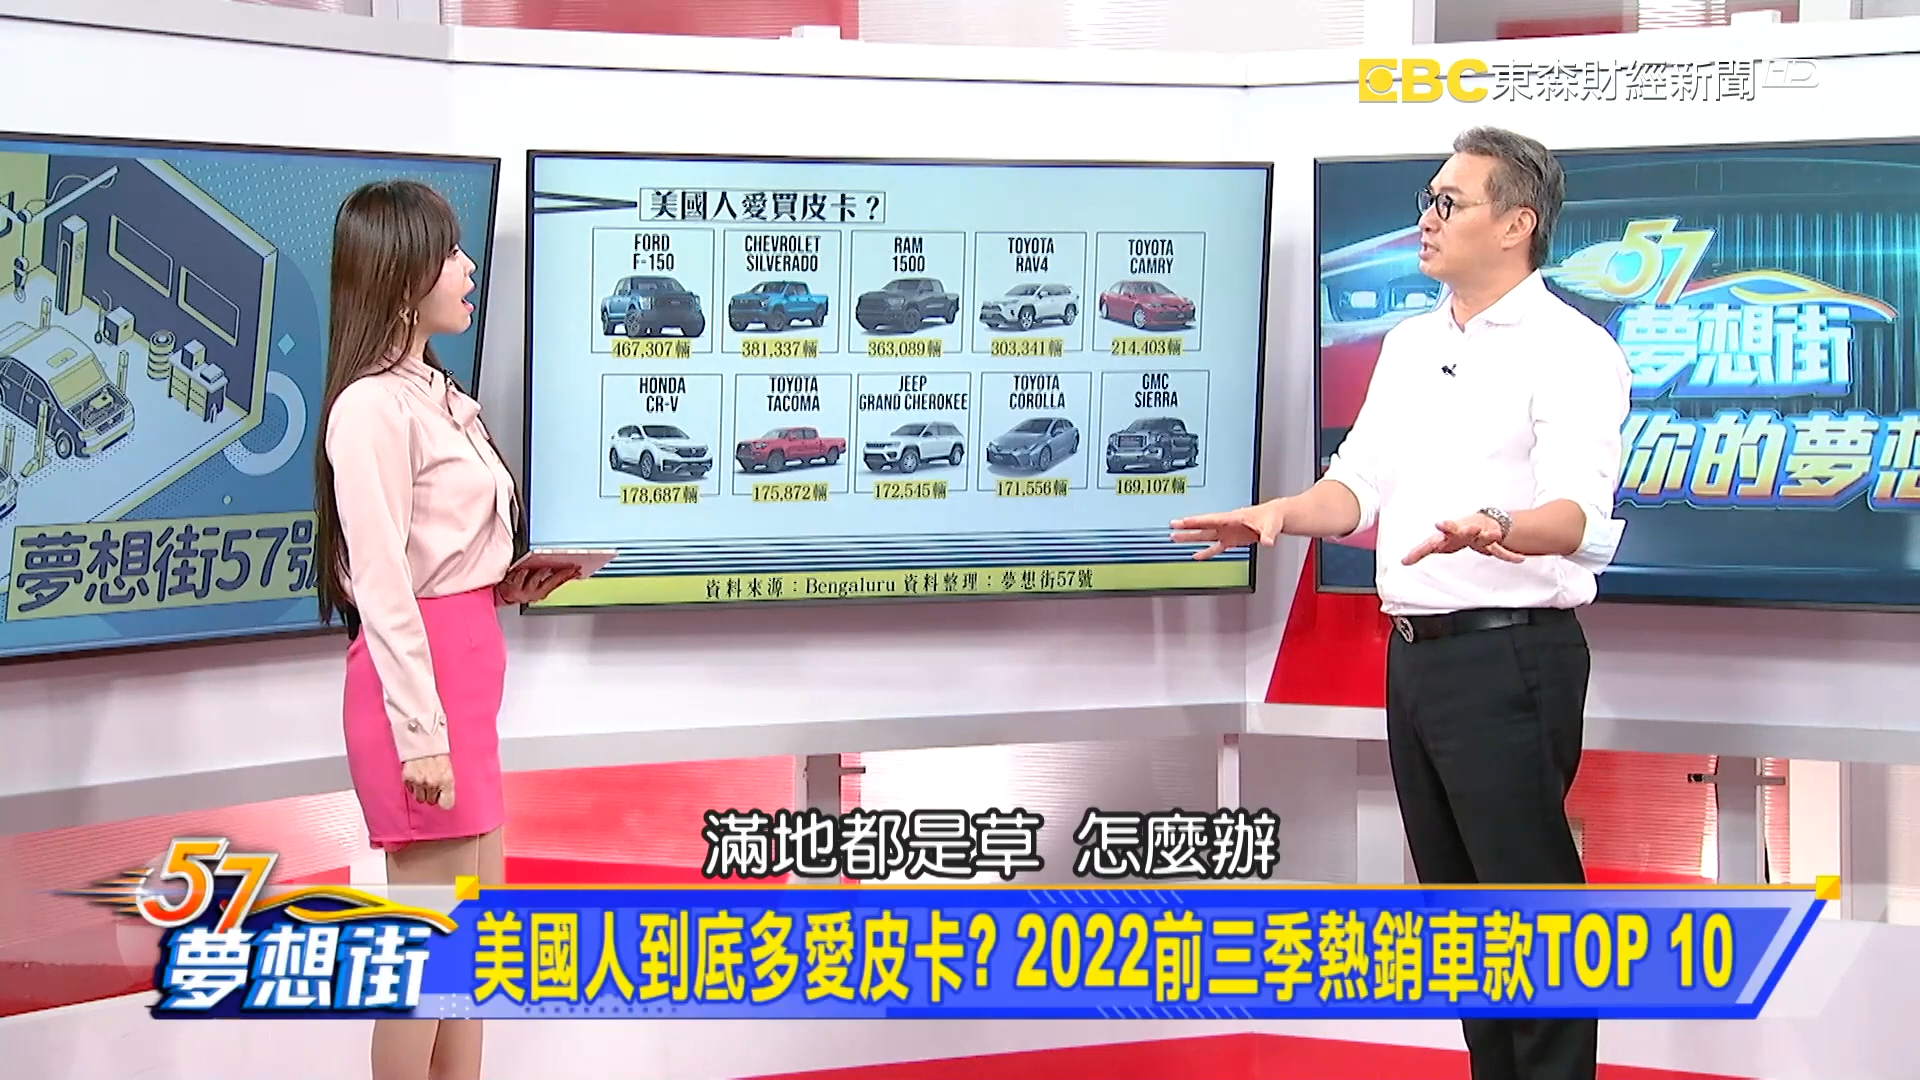 EBC東森財經新聞HD
美國人愛買皮卡？
FORD
F-150
467,307輛
CHEVROLET
SILVERADO
381,337輛
RAM
1500
363,089輛
TOYOTA
RAV4
303,341輛
TOYOTA
CAMRY
214,403輛
HONDA
CR-V
178,687輛
TOYOTA
TACOMA
175,872輛
JEEP
GRAND CHEROKEE
172,545輛
TOYOTA
COROLLA
171,556輛
GMC
SIERRA
169,107輛
資料來源：Bengaluru 資料整理：夢想街57號
夢想街57號
57
夢想街
你的夢想
滿地都是草 怎麼辦
57
夢想街
美國人到底多愛皮卡? 2022前三季熱銷車款TOP 10